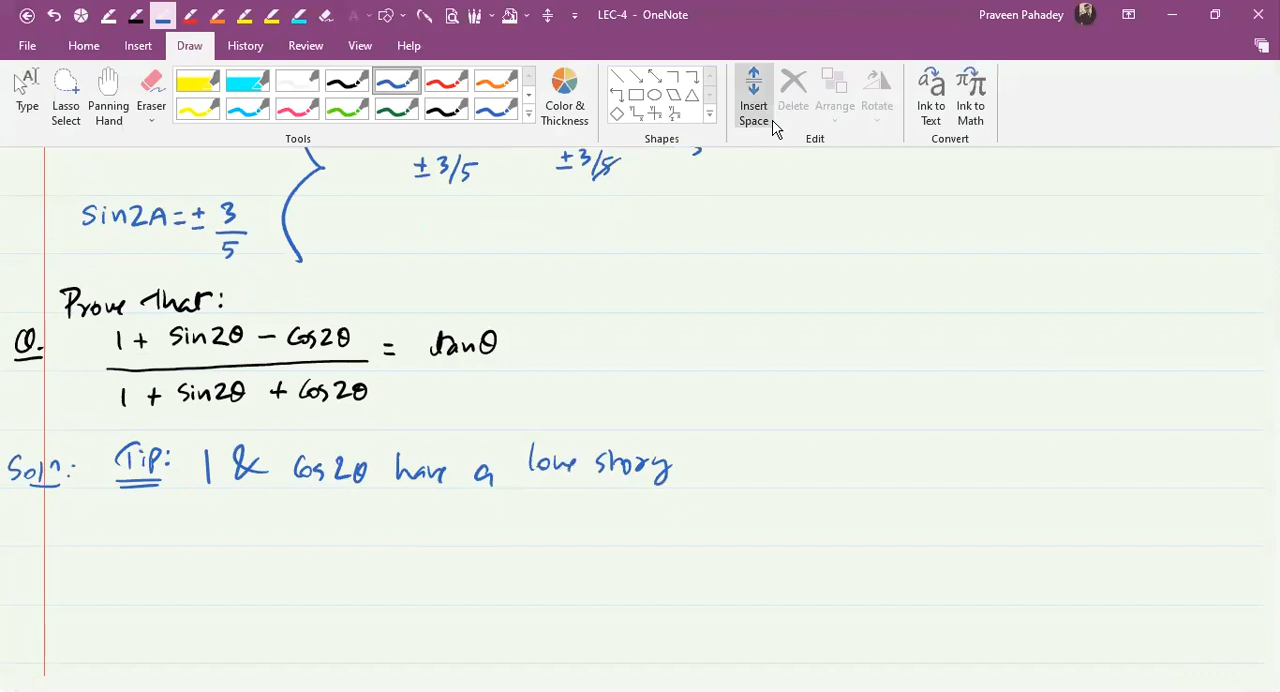 LEC-4 - OneNote
Praveen Pahadey
File Home Insert Draw History Review View Help
Type Lasso Select Panning Hand Eraser Color & Thickness Insert Space Delete Arrange Rotate Ink to Text Ink to Math
Tools Shapes Edit Convert
± 3/5 ± 3/5
sin2A = ± 3/5
Prove that:
Q. 1 + sin2θ - cos2θ / 1 + sin2θ + cos2θ = tanθ
Solⁿ: Tip: 1 & cos2θ have a love story